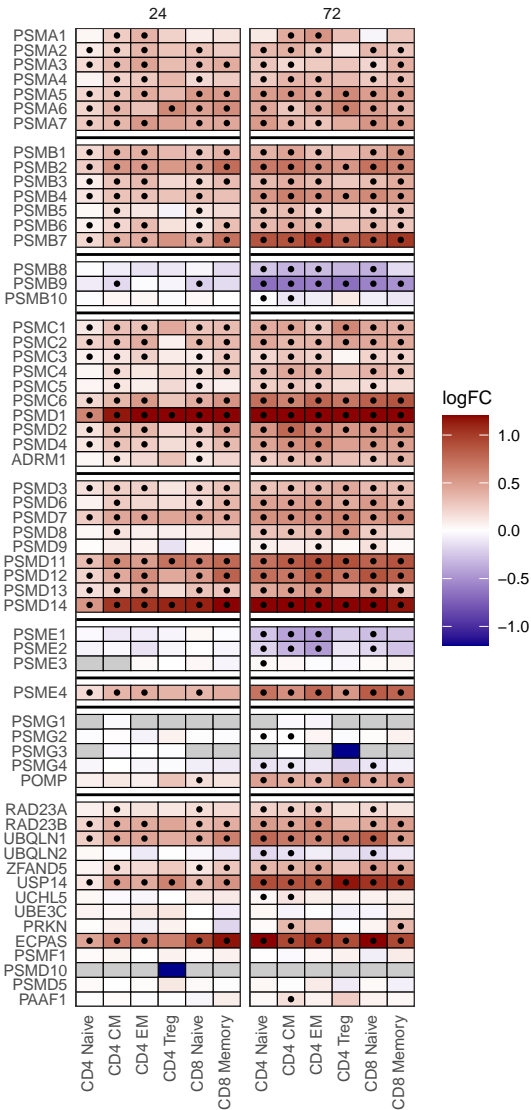 24 72
PSMA1
PSMA2
PSMA3
PSMA4
PSMA5
PSMA6
PSMA7
PSMB1
PSMB2
PSMB3
PSMB4
PSMB5
PSMB6
PSMB7
PSMB8
PSMB9
PSMB10
PSMC1
PSMC2
PSMC3
PSMC4
PSMC5
PSMC6
PSMD1
PSMD2
PSMD4
ADRM1
PSMD3
PSMD6
PSMD7
PSMD8
PSMD9
PSMD11
PSMD12
PSMD13
PSMD14
PSME1
PSME2
PSME3
PSME4
PSMG1
PSMG2
PSMG3
PSMG4
POMP
RAD23A
RAD23B
UBQLN1
UBQLN2
ZFAND5
USP14
UCHL5
UBE3C
PRKN
ECPAS
PSMF1
PSMD10
PSMD5
PAAF1
CD4 Naive
CD4 CM
CD4 EM
CD4 Treg
CD8 Naive
CD8 Memory
CD4 Naive
CD4 CM
CD4 EM
CD4 Treg
CD8 Naive
CD8 Memory
logFC
1.0
0.5
0.0
−0.5
−1.0